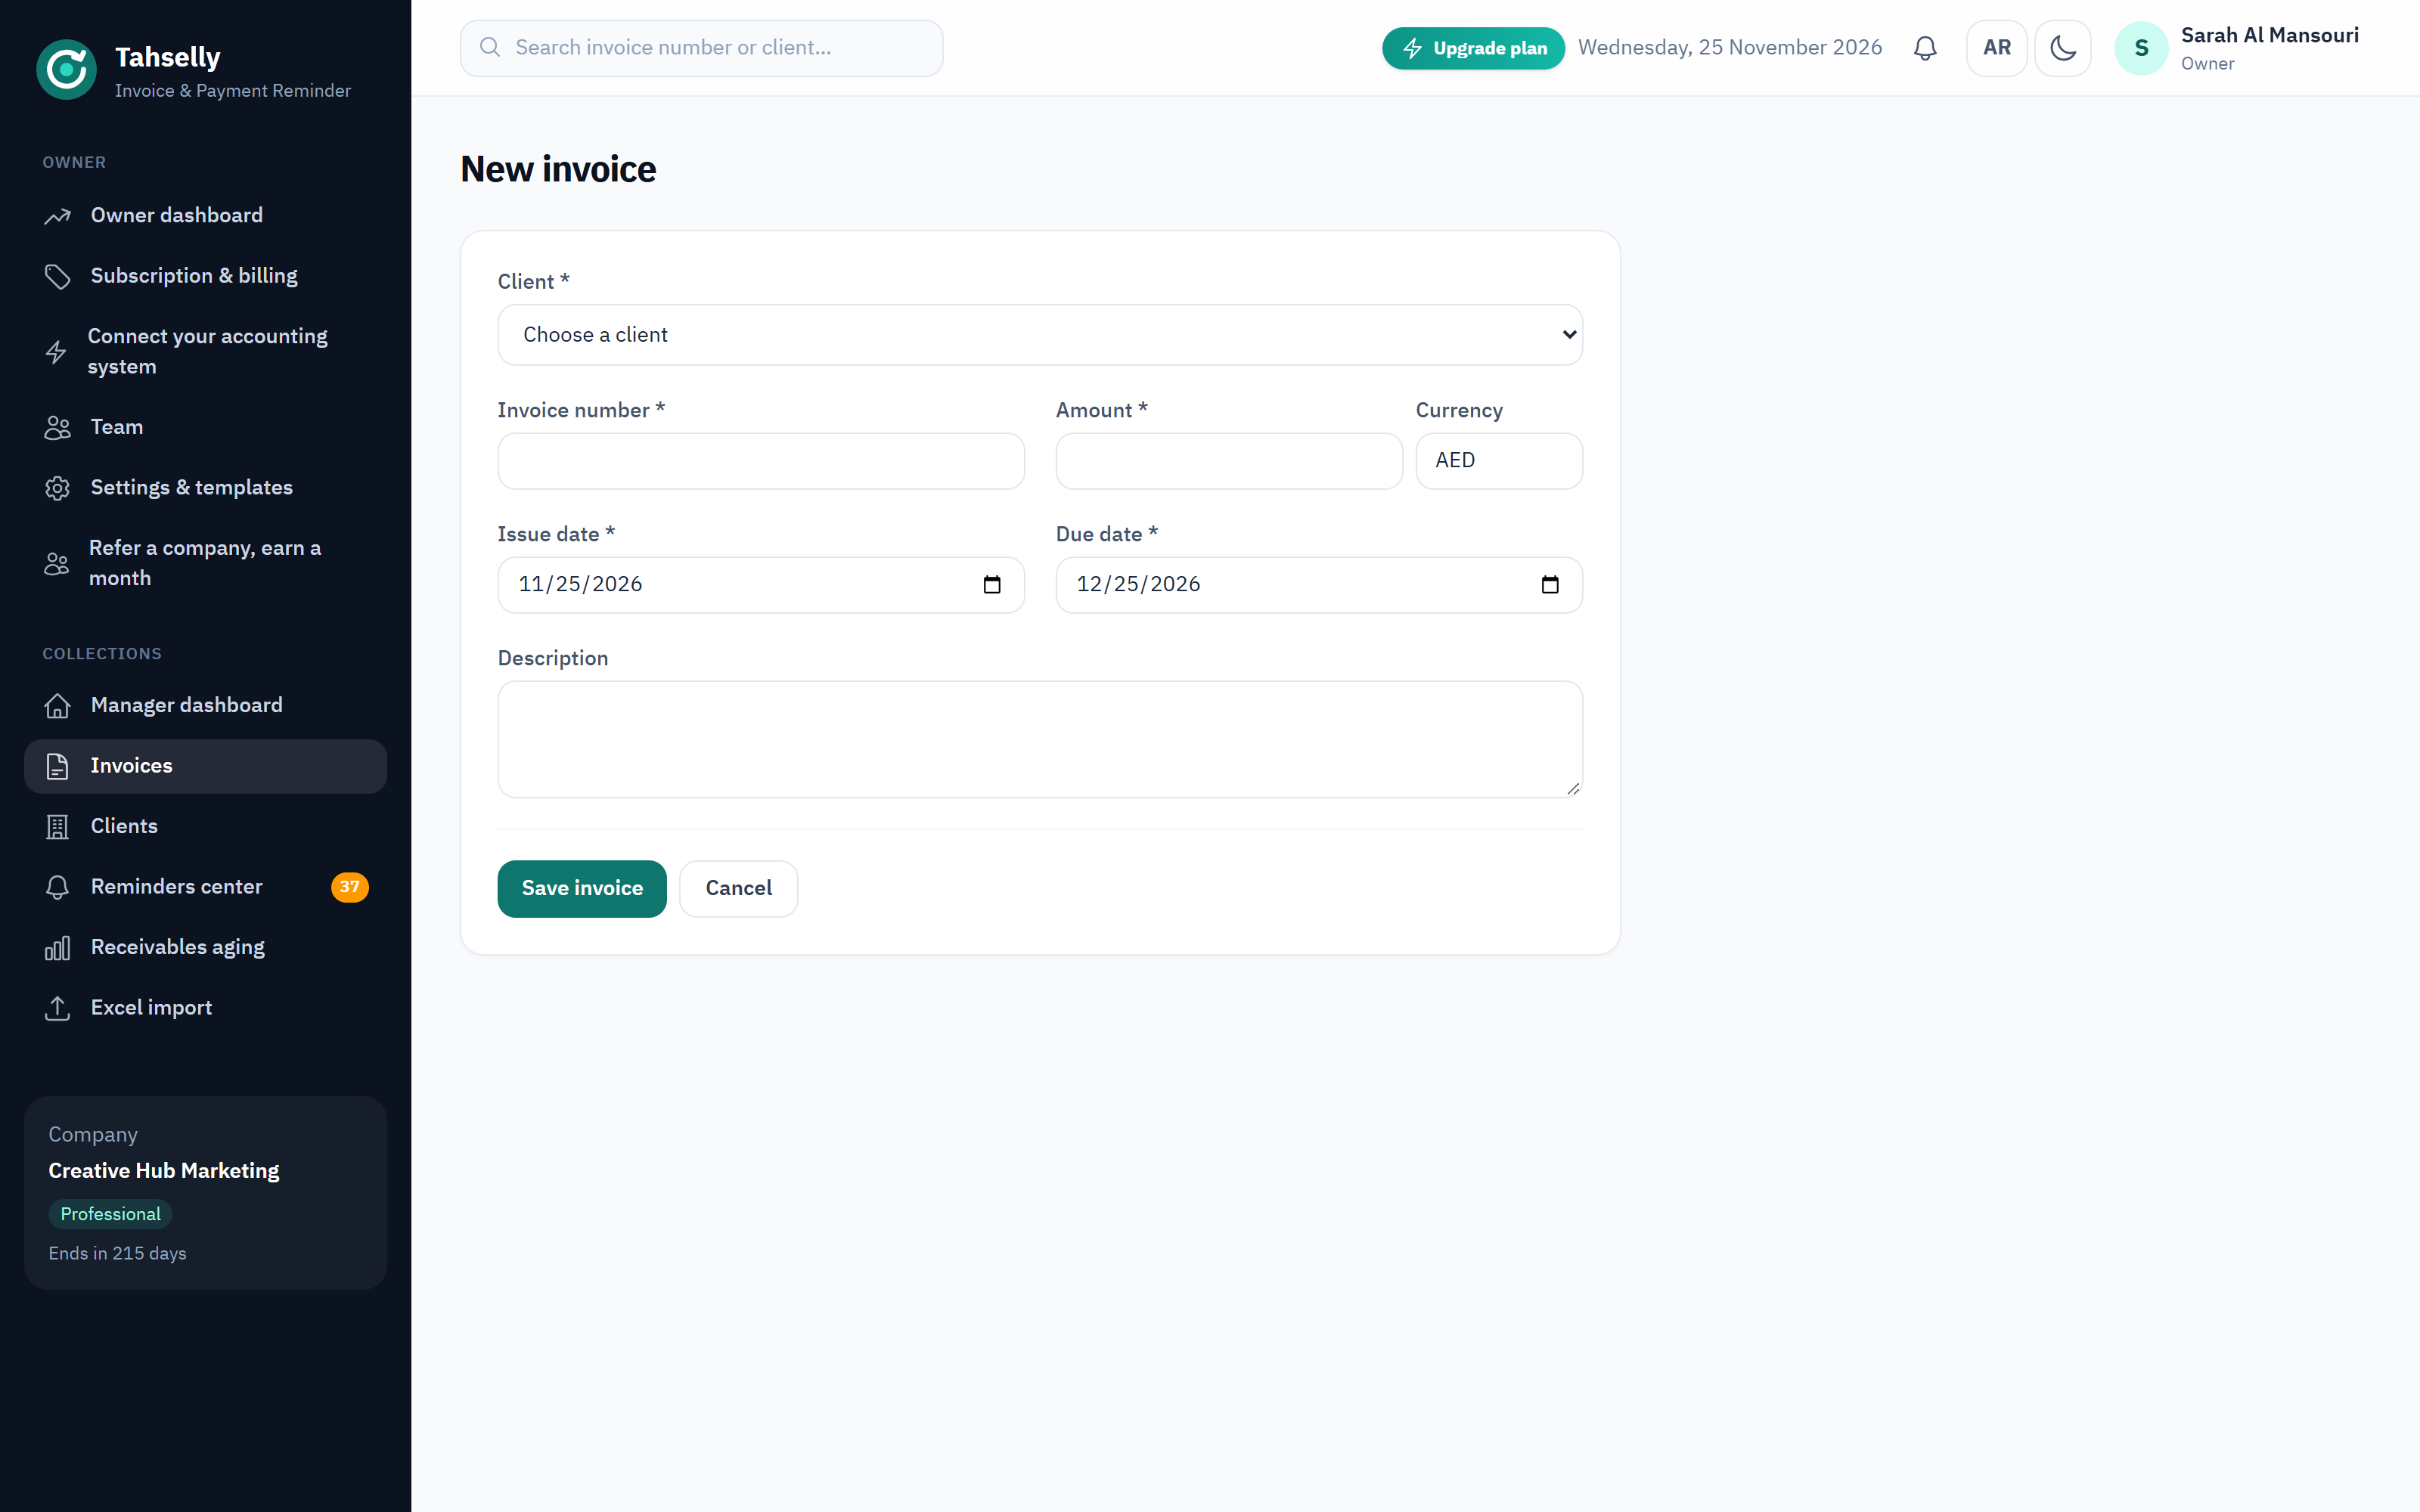 Tahselly
Invoice & Payment Reminder
OWNER
Owner dashboard
Subscription & billing
Connect your accounting
system
Team
Settings & templates
Refer a company, earn a
month
COLLECTIONS
Manager dashboard
Invoices
Clients
Reminders center 37
Receivables aging
Excel import
Company
Creative Hub Marketing
Professional
Ends in 215 days
Search invoice number or client...
Upgrade plan
Wednesday, 25 November 2026
AR
S
Sarah Al Mansouri
Owner
New invoice
Client *
Choose a client
Invoice number * Amount * Currency
AED
Issue date * Due date *
11/25/2026 12/25/2026
Description
Save invoice Cancel